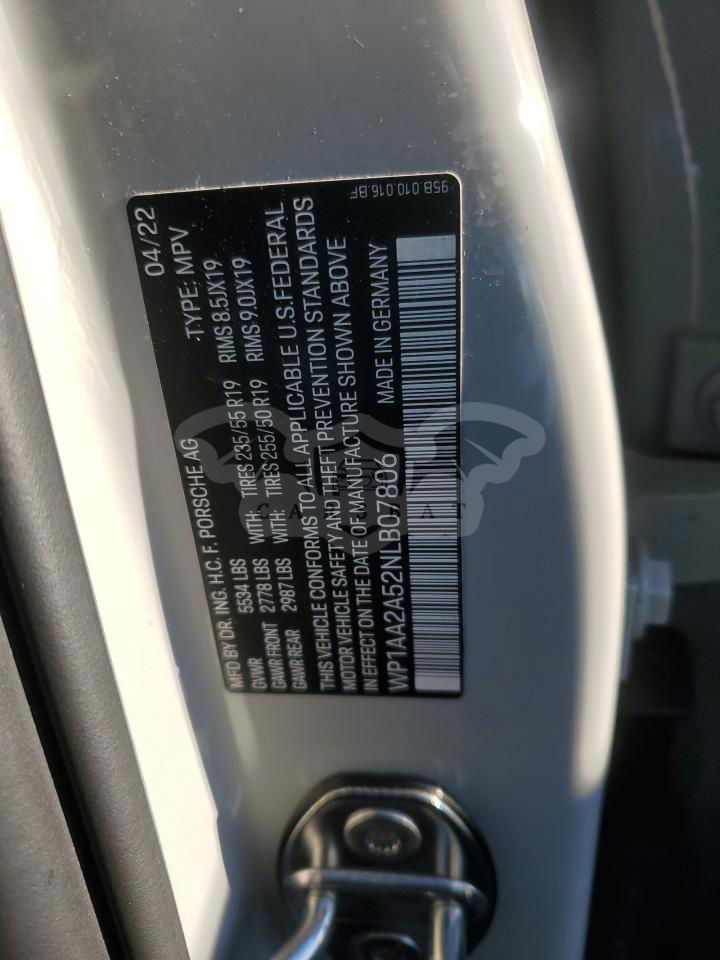 MFD BY DR. ING. H.C. F. PORSCHE AG 04/22
GVWR 5534 LBS TYPE: MPV
GAWR FRONT 2778 LBS WITH: TIRES 235/55 R19 RIMS 8.5JX19
GAWR REAR 2987 LBS WITH: TIRES 255/50 R19 RIMS 9.0JX19
THIS VEHICLE CONFORMS TO ALL APPLICABLE U.S. FEDERAL
MOTOR VEHICLE SAFETY AND THEFT PREVENTION STANDARDS
IN EFFECT ON THE DATE OF MANUFACTURE SHOWN ABOVE
WP1AA2A52NLB07806 MADE IN GERMANY
95B.010.016.BF